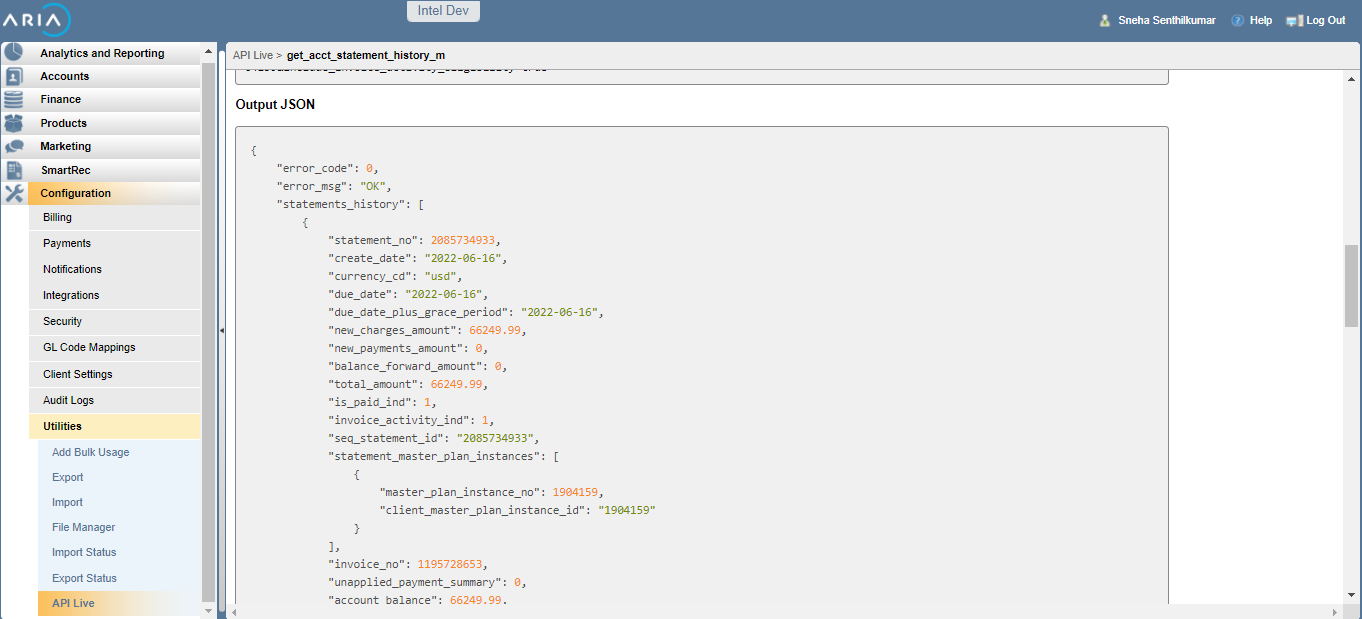 ARIA
Intel Dev
Sneha Senthilkumar
Help
Log Out
Analytics and Reporting
Accounts
Finance
Products
Marketing
SmartRec
Configuration
Billing
Payments
Notifications
Integrations
Security
GL Code Mappings
Client Settings
Audit Logs
Utilities
Add Bulk Usage
Export
Import
File Manager
Import Status
Export Status
API Live
API Live > get_acct_statement_history_m
Output JSON
{
"error_code": 0,
"error_msg": "OK",
"statements_history": [
{
"statement_no": 2085734933,
"create_date": "2022-06-16",
"currency_cd": "usd",
"due_date": "2022-06-16",
"due_date_plus_grace_period": "2022-06-16",
"new_charges_amount": 66249.99,
"new_payments_amount": 0,
"balance_forward_amount": 0,
"total_amount": 66249.99,
"is_paid_ind": 1,
"invoice_activity_ind": 1,
"seq_statement_id": "2085734933",
"statement_master_plan_instances": [
{
"master_plan_instance_no": 1904159,
"client_master_plan_instance_id": "1904159"
}
],
"invoice_no": 1195728653,
"unapplied_payment_summary": 0,
"account_balance": 66249.99,